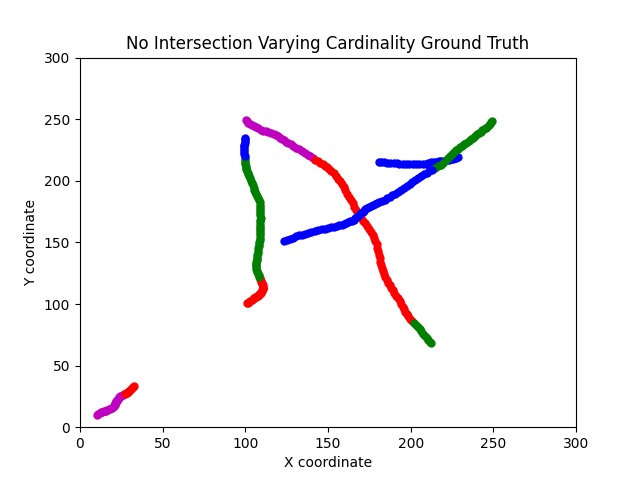 No Intersection Varying Cardinality Ground Truth
300
250
200
150
100
50
0
Y coordinate
0 50 100 150 200 250 300
X coordinate